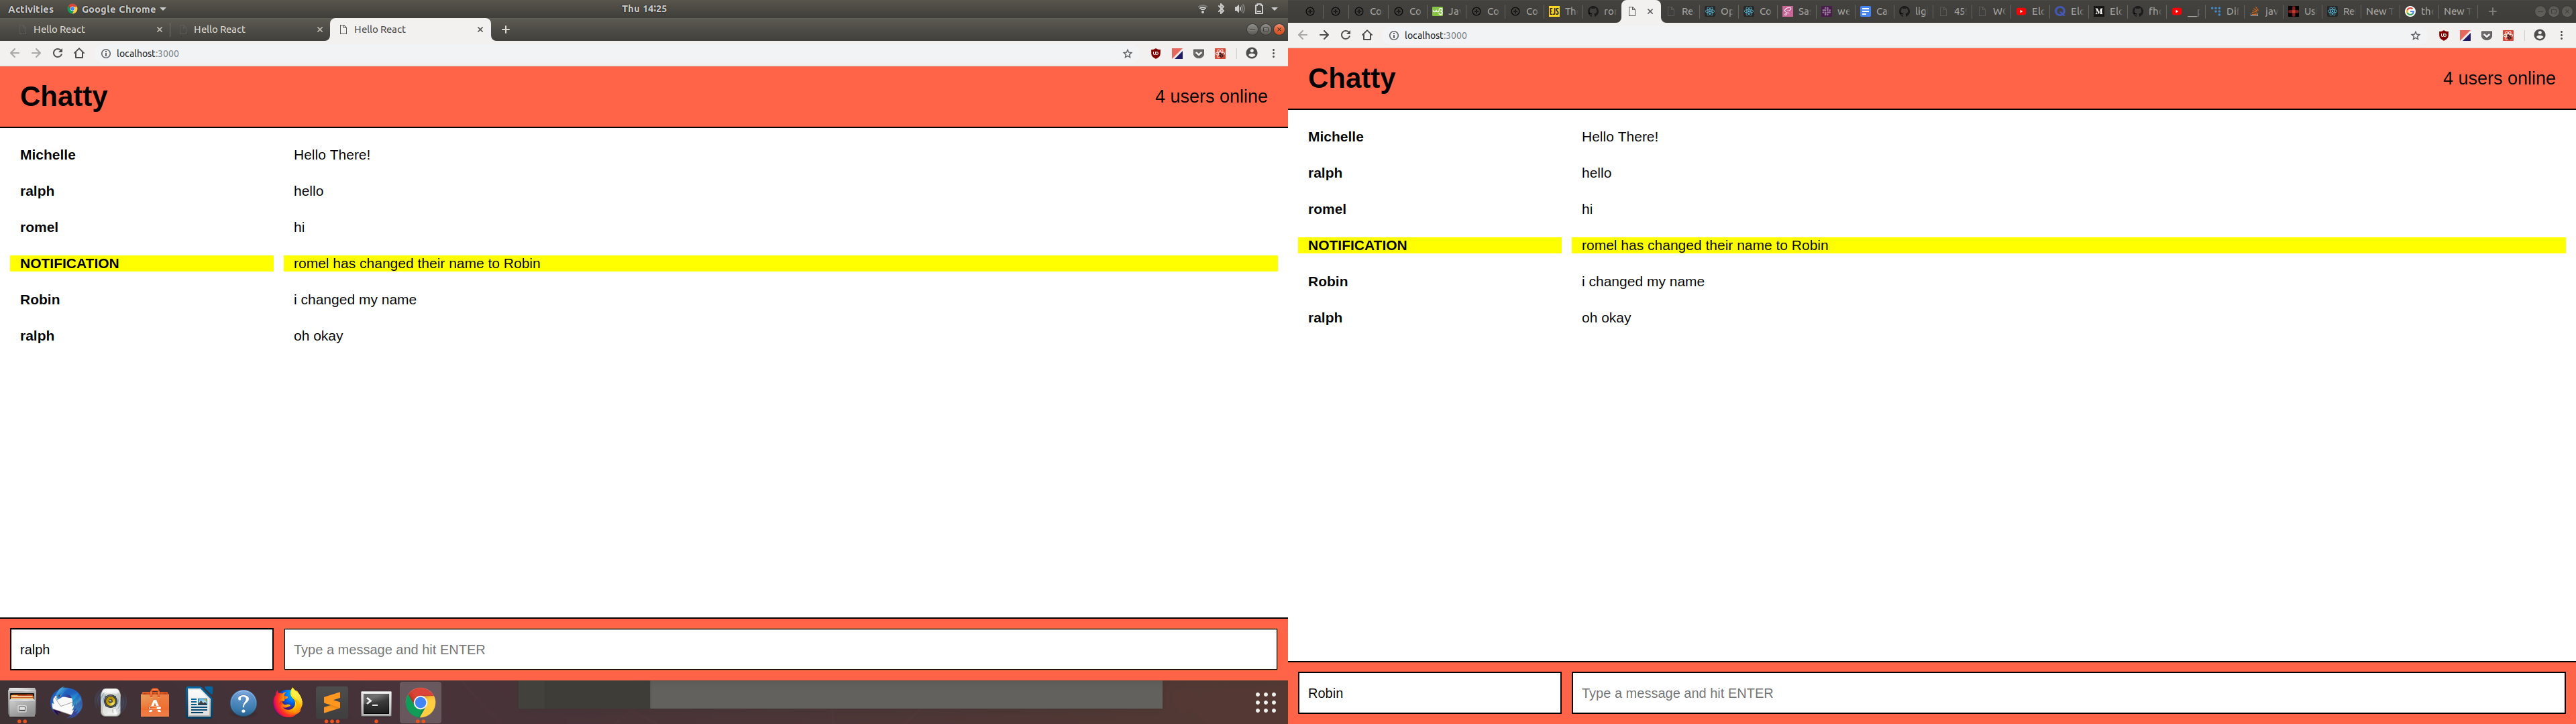 Activities Google Chrome Thu 14:25
Hello React Hello React Hello React
localhost:3000
Chatty 4 users online
Michelle Hello There!
ralph hello
romel hi
NOTIFICATION romel has changed their name to Robin
Robin i changed my name
ralph oh okay
ralph Type a message and hit ENTER
Co Co Ja Co Co Th ro Re Op Co Sa we Ca lig 45 W Ele Ele Ele fh Di jav Us Re New T the New T
localhost:3000
Chatty 4 users online
Michelle Hello There!
ralph hello
romel hi
NOTIFICATION romel has changed their name to Robin
Robin i changed my name
ralph oh okay
Robin Type a message and hit ENTER